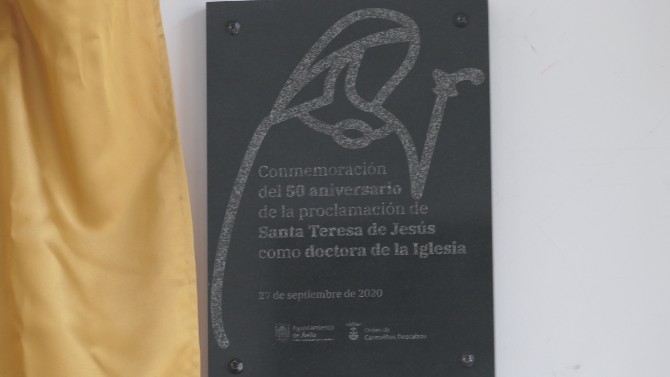 Conmemoración
del 50 aniversario
de la proclamación de
Santa Teresa de Jesús
como doctora de la Iglesia
27 de septiembre de 2020
Ayuntamiento
de Ávila
Orden de
Carmelitas Descalzos